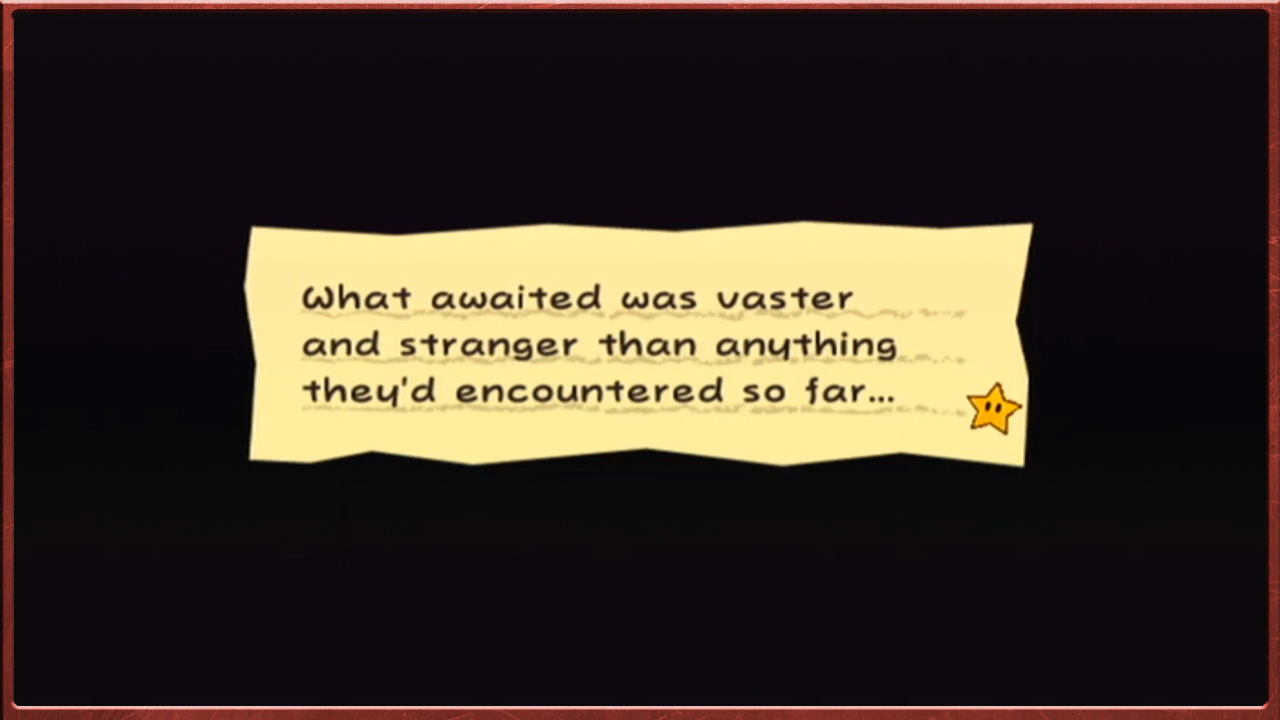 What awaited was vaster
and stranger than anything
they'd encountered so far...